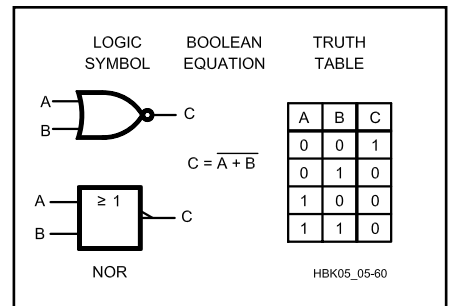 LOGIC SYMBOL
BOOLEAN EQUATION
TRUTH TABLE
A
B
C
C = \overline{A + B}
A B C
0 0 1
0 1 0
1 0 0
1 1 0
A
B
≥ 1
C
NOR
HBK05_05-60